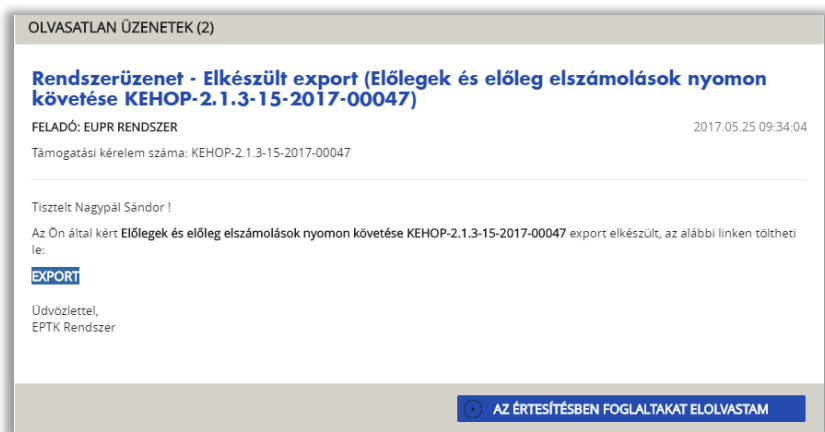 OLVASATLAN ÜZENETEK (2)
Rendszerüzenet - Elkészült export (Előlegek és előleg elszámolások nyomon
követése KEHOP-2.1.3-15-2017-00047)
FELADÓ: EUPR RENDSZER
2017.05.25 09:34:04
Támogatási kérelem száma: KEHOP-2.1.3-15-2017-00047
Tisztelt Nagypál Sándor !
Az Ön által kért Előlegek és előleg elszámolások nyomon követése KEHOP-2.1.3-15-2017-00047 export elkészült, az alábbi linken töltheti
le:
EXPORT
Üdvözlettel,
EPTK Rendszer
AZ ÉRTESÍTÉSBEN FOGLALTAKAT ELOLVASTAM